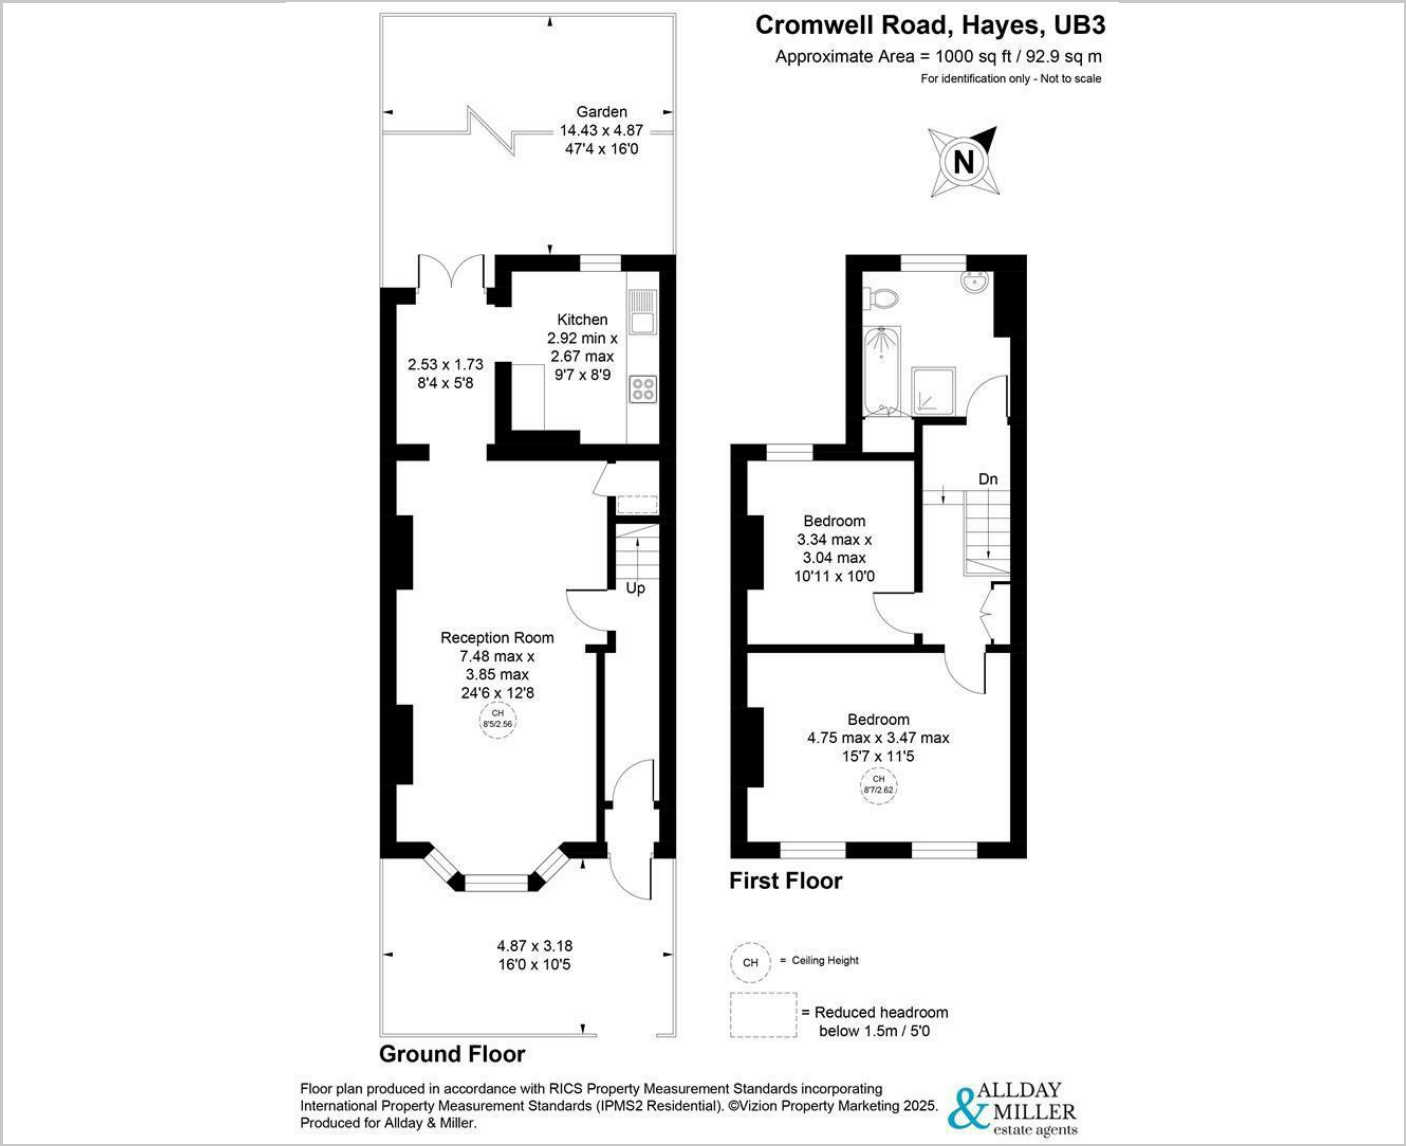 Cromwell Road, Hayes, UB3
Approximate Area = 1000 sq ft / 92.9 sq m
For identification only - Not to scale
N
Garden
14.43 x 4.87
47'4 x 16'0
Kitchen
2.92 min x
2.67 max
9'7 x 8'9
2.53 x 1.73
8'4 x 5'8
Up
Reception Room
7.48 max x
3.85 max
24'6 x 12'8
CH
8'5/2.56
4.87 x 3.18
16'0 x 10'5
Ground Floor
Dn
Bedroom
3.34 max x
3.04 max
10'11 x 10'0
Bedroom
4.75 max x 3.47 max
15'7 x 11'5
CH
8'7/2.62
First Floor
CH = Ceiling Height
= Reduced headroom
below 1.5m / 5'0
Floor plan produced in accordance with RICS Property Measurement Standards incorporating
International Property Measurement Standards (IPMS2 Residential). ©Vizion Property Marketing 2025.
Produced for Allday & Miller.
ALLDAY
& MILLER
estate agents